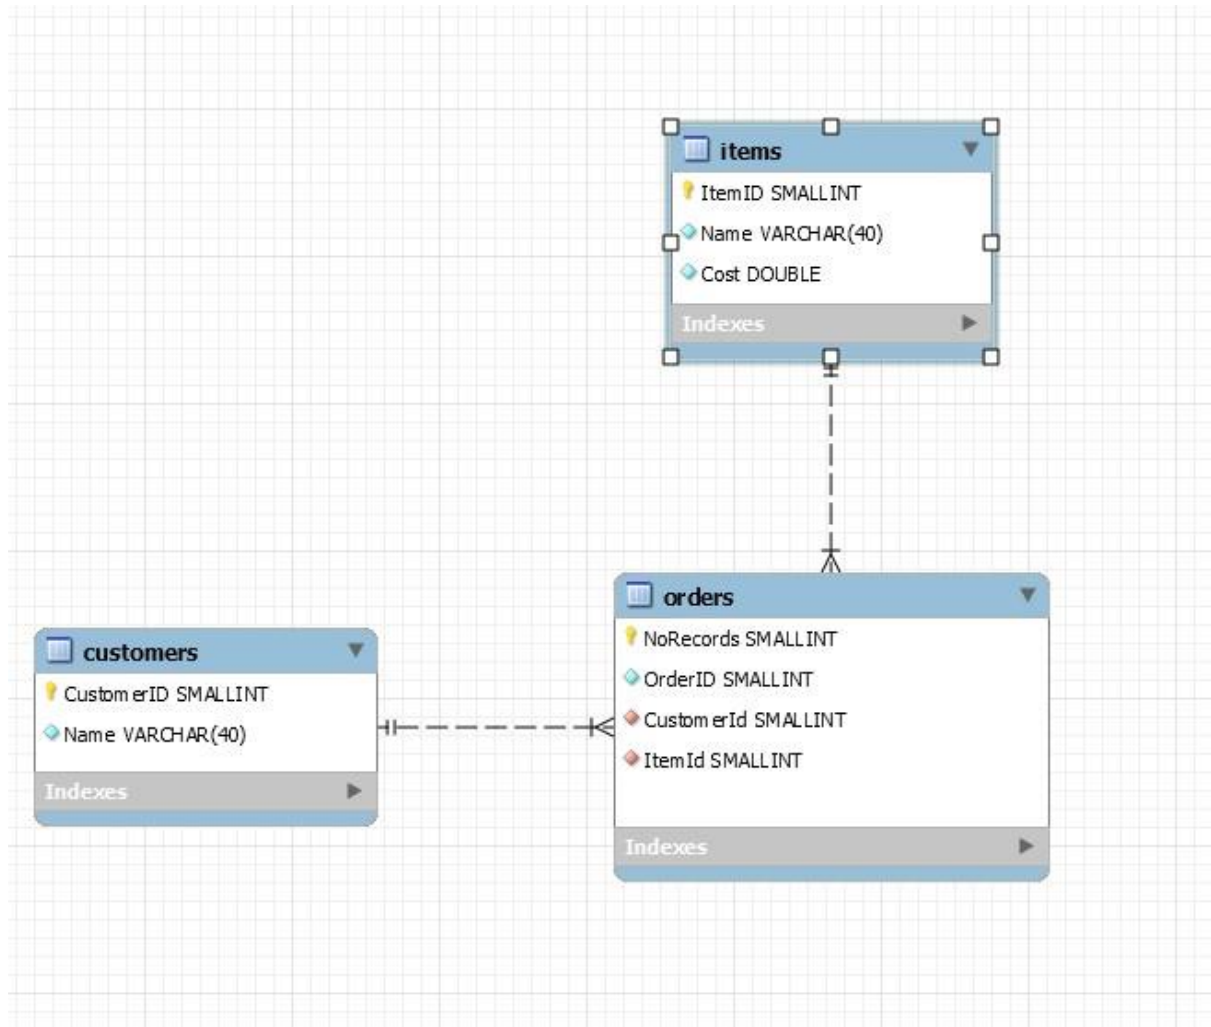 items
ItemID SMALLINT
Name VARCHAR(40)
Cost DOUBLE
Indexes
orders
NoRecords SMALLINT
OrderID SMALLINT
CustomerId SMALLINT
ItemId SMALLINT
Indexes
customers
CustomerID SMALLINT
Name VARCHAR(40)
Indexes